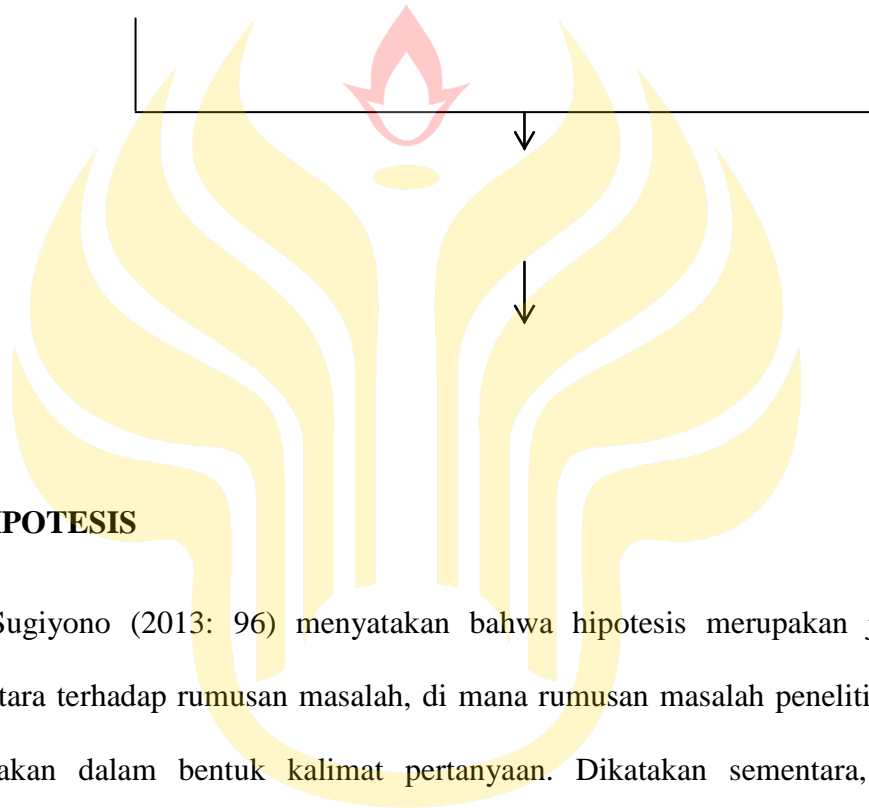 IPOTESIS
Sugiyono (2013: 96) menyatakan bahwa hipotesis merupakan
tara terhadap rumusan masalah, di mana rumusan masalah peneliti
akan dalam bentuk kalimat pertanyaan. Dikatakan sementara,